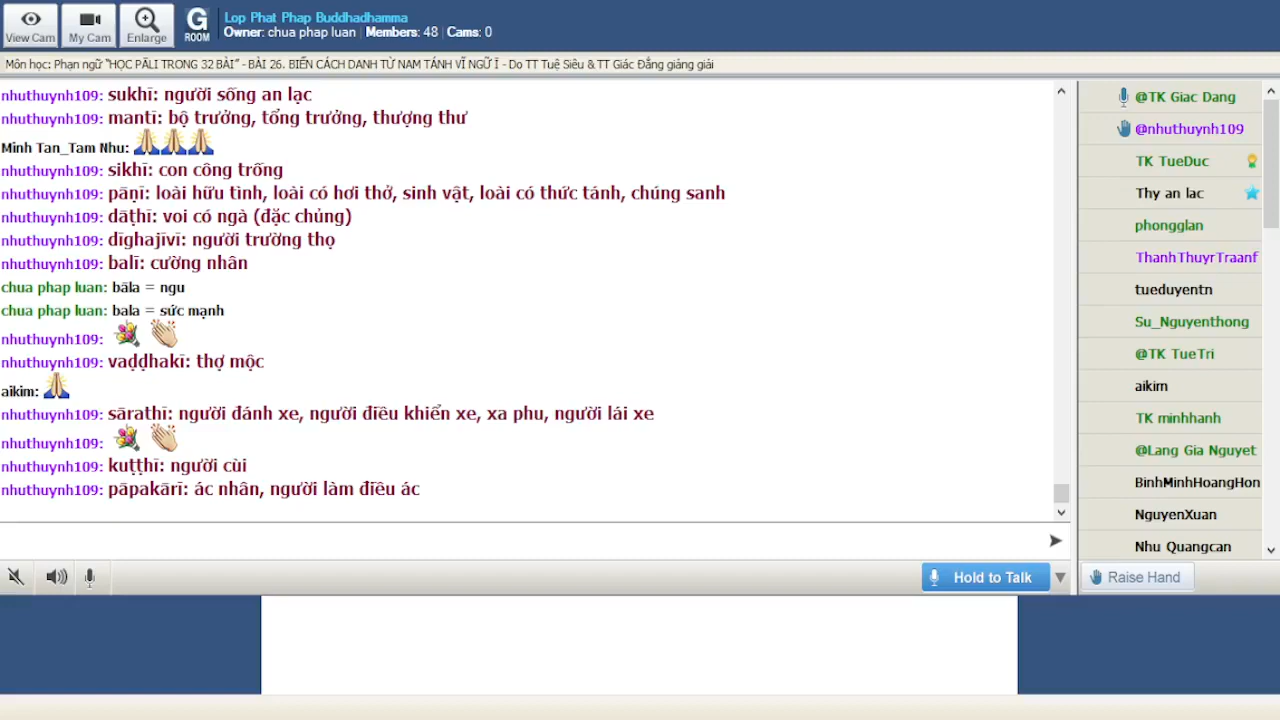 View Cam
My Cam
Enlarge
G ROOM
Lop Phat Phap Buddhadhamma
Owner: chua phap luan | Members: 48 | Cams: 0
Môn học: Phạn ngữ "HỌC PĀLI TRONG 32 BÀI" - BÀI 26. BIẾN CÁCH DANH TỪ NAM TÁNH VĨ NGỮ Ī - Do TT Tuệ Siêu & TT Giác Đẳng giảng giải
nhuthuynh109: sukhī: người sống an lạc
nhuthuynh109: mantī: bộ trưởng, tổng trưởng, thượng thư
Minh Tan_Tam Nhu:
nhuthuynh109: sikhī: con công trống
nhuthuynh109: pāṇī: loài hữu tình, loài có hơi thở, sinh vật, loài có thức tánh, chúng sanh
nhuthuynh109: dāṭhī: voi có ngà (đặc chủng)
nhuthuynh109: dīghajīvī: người trường thọ
nhuthuynh109: balī: cường nhân
chua phap luan: bāla = ngu
chua phap luan: bala = sức mạnh
nhuthuynh109:
nhuthuynh109: vaḍḍhakī: thợ mộc
aikim:
nhuthuynh109: sārathī: người đánh xe, người điều khiển xe, xa phu, người lái xe
nhuthuynh109:
nhuthuynh109: kuṭṭhī: người cùi
nhuthuynh109: pāpakārī: ác nhân, người làm điều ác
@TK Giac Dang
@nhuthuynh109
TK TueDuc
Thy an lac
phongglan
ThanhThuyrTraanf
tueduyentn
Su_Nguyenthong
@TK TueTri
aikim
TK minhhanh
@Lang Gia Nguyet
BinhMinhHoangHon
NguyenXuan
Nhu Quangcan
Hold to Talk
Raise Hand